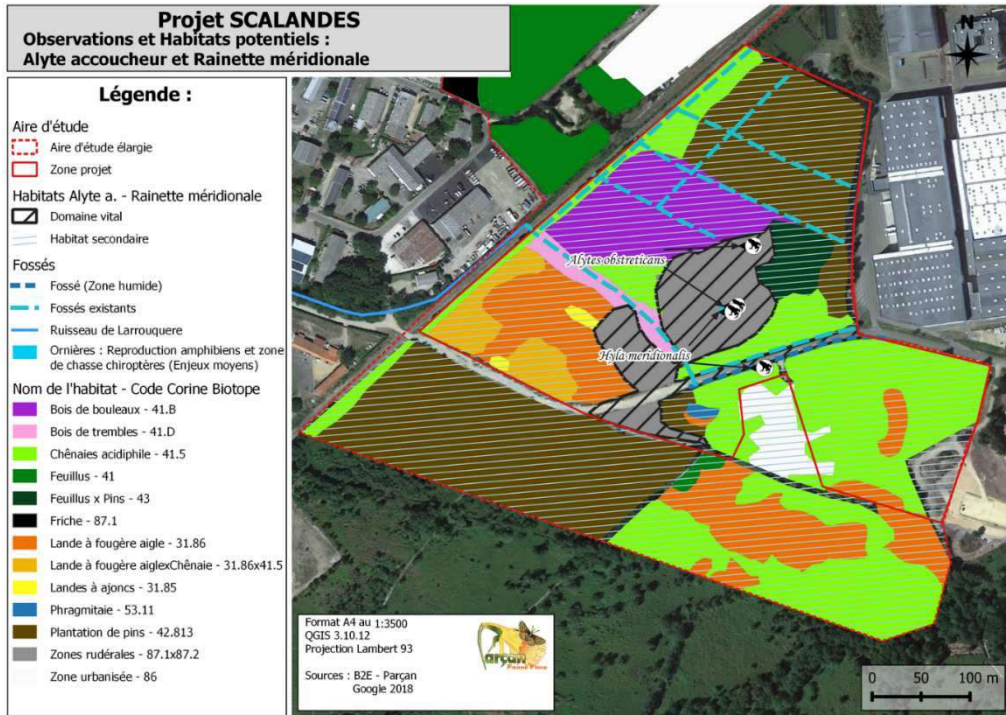 Projet SCALANDES
Observations et Habitats potentiels :
Alyte accoucheur et Rainette méridionale
Légende :
Aire d'étude
Aire d'étude élargie
Zone projet
Habitats Alyte a. - Rainette méridionale
Domaine vital
Habitat secondaire
Fossés
Fossé (Zone humide)
Fossés existants
Ruisseau de Larrouquere
Ornières : Reproduction amphibiens et zone
de chasse chiroptères (Enjeux moyens)
Nom de l'habitat - Code Corine Biotope
Bois de bouleaux - 41.B
Bois de trembles - 41.D
Chênaies acidiphile - 41.5
Feuillus - 41
Feuillus x Pins - 43
Friche - 87.1
Lande à fougère aigle - 31.86
Lande à fougère aiglexChênaie - 31.86x41.5
Landes à ajoncs - 31.85
Phragmitaie - 53.11
Plantation de pins - 42.813
Zones rudérales - 87.1x87.2
Zone urbanisée - 86
N
Alytes obstreticans
Hyla meridionalis
Format A4 au 1:3500
QGIS 3.10.12
Projection Lambert 93
Sources : B2E - Parçan
Google 2018
Parçan
Faune Flore
0 50 100 m